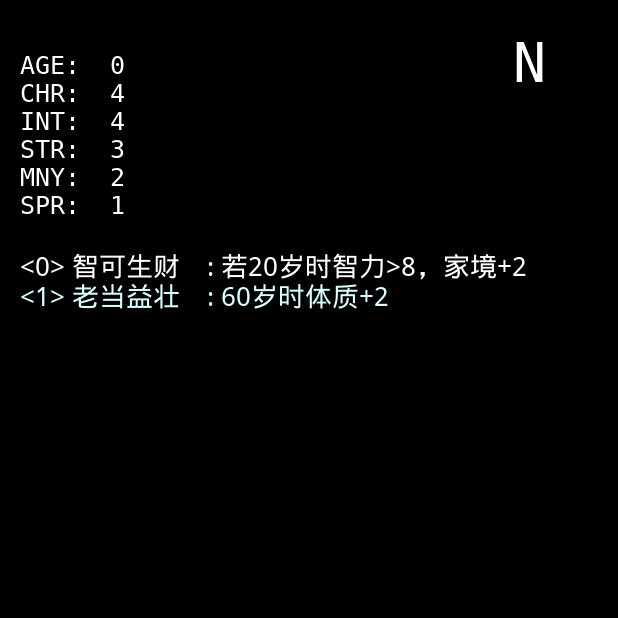 N
AGE: 0
CHR: 4
INT: 4
STR: 3
MNY: 2
SPR: 1
<0> 智可生财 : 若20岁时智力>8，家境+2
<1> 老当益壮 : 60岁时体质+2